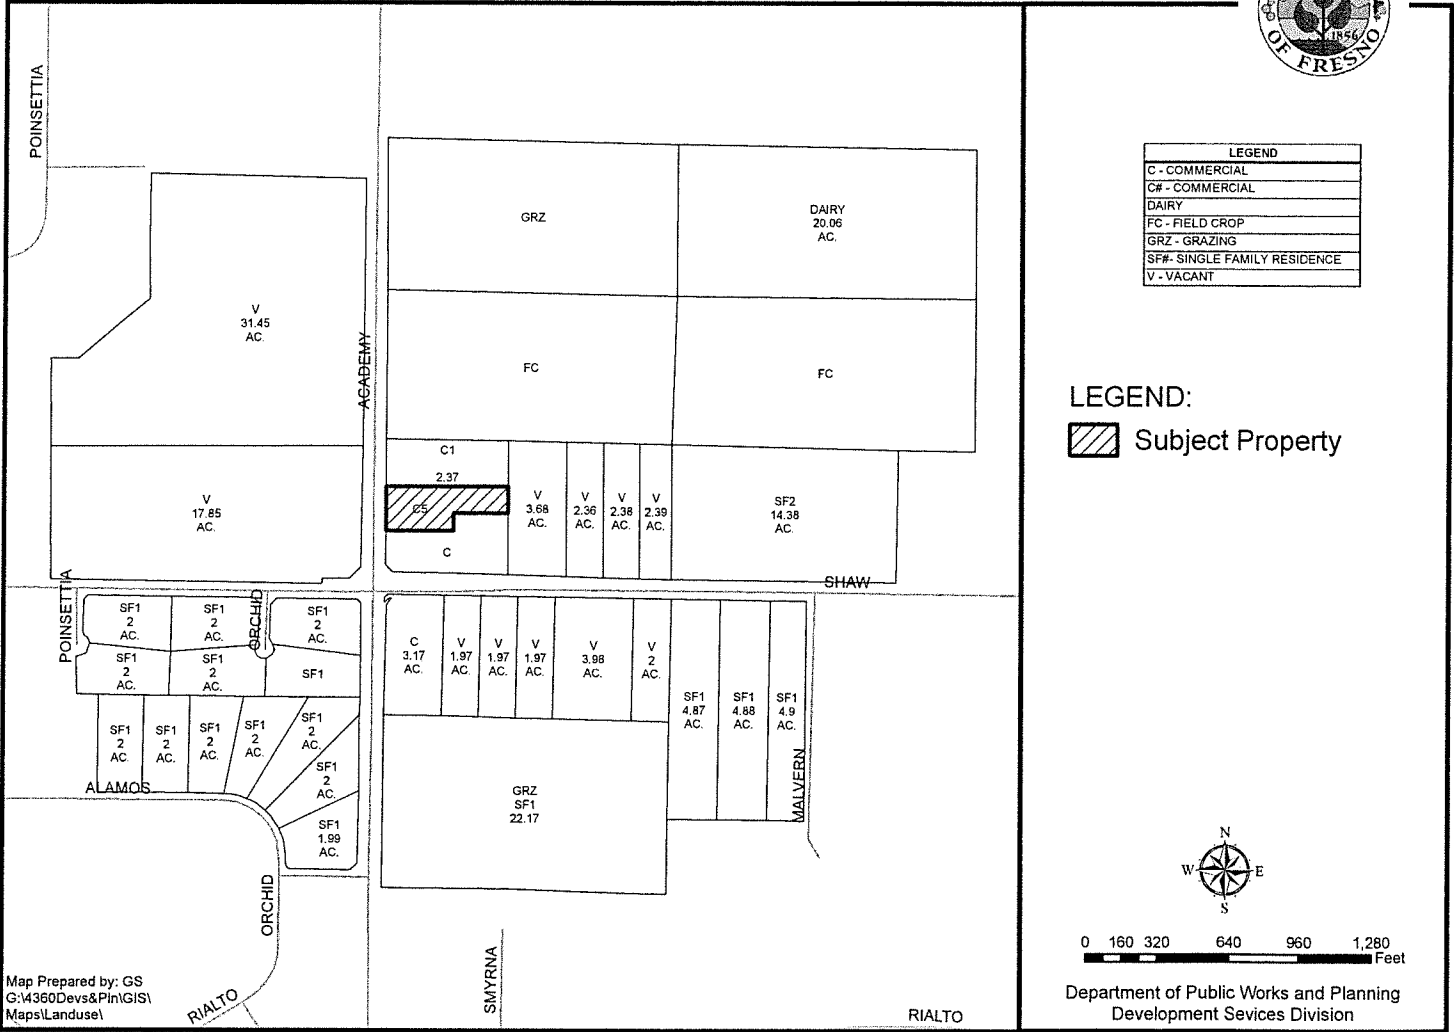 POINSETTIA
GRZ
DAIRY
20.06
AC.
V
31.45
AC.
ACADEMY
FC
FC
V
17.85
AC.
C1
2.37
C5
C
V
3.68
AC.
V
2.36
AC.
V
2.38
AC.
V
2.39
AC.
SF2
14.38
AC.
SHAW
POINSETTIA
SF1
2
AC.
SF1
2
AC.
ORCHID
SF1
2
AC.
SF1
2
AC.
SF1
2
AC.
SF1
C
3.17
AC.
V
1.97
AC.
V
1.97
AC.
V
1.97
AC.
V
3.98
AC.
V
2
AC.
SF1
4.87
AC.
SF1
4.88
AC.
SF1
4.9
AC.
MALVERN
SF1
2
AC.
SF1
2
AC.
SF1
2
AC.
SF1
2
AC.
SF1
2
AC.
SF1
2
AC.
SF1
1.99
AC.
ALAMOS
GRZ
SF1
22.17
ORCHID
SMYRNA
RIALTO
RIALTO
Map Prepared by: GS
G:\4360Devs&Pln\GIS\
Maps\Landuse\
1856
OF FRESNO
LEGEND
C - COMMERCIAL
C# - COMMERCIAL
DAIRY
FC - FIELD CROP
GRZ - GRAZING
SF#- SINGLE FAMILY RESIDENCE
V - VACANT
LEGEND:
Subject Property
N
W E
S
0 160 320 640 960 1,280
Feet
Department of Public Works and Planning
Development Sevices Division